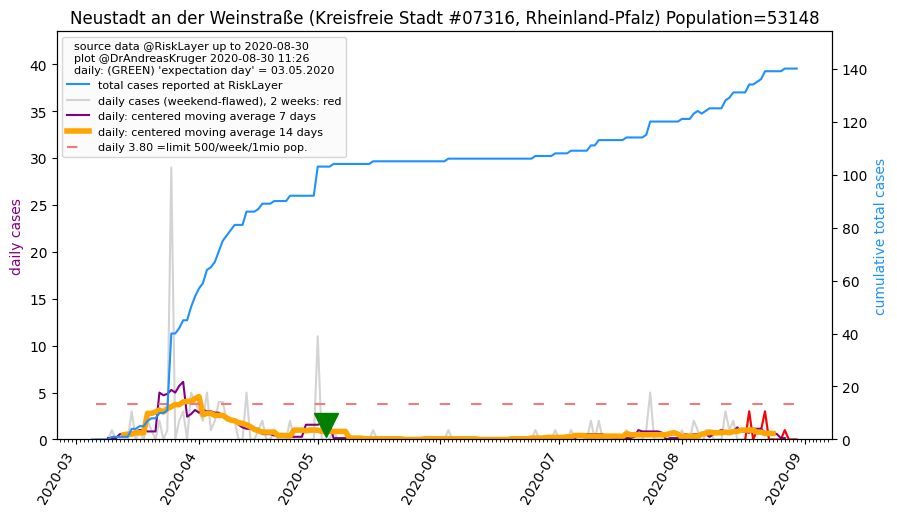 Neustadt an der Weinstraße (Kreisfreie Stadt #07316, Rheinland-Pfalz) Population=53148
source data @RiskLayer up to 2020-08-30
plot @DrAndreasKruger 2020-08-30 11:26
daily: (GREEN) 'expectation day' = 03.05.2020
total cases reported at RiskLayer
daily cases (weekend-flawed), 2 weeks: red
daily: centered moving average 7 days
daily: centered moving average 14 days
daily 3.80 =limit 500/week/1mio pop.
daily cases
40
35
30
25
20
15
10
5
0
cumulative total cases
140
120
100
80
60
40
20
0
2020-03
2020-04
2020-05
2020-06
2020-07
2020-08
2020-09